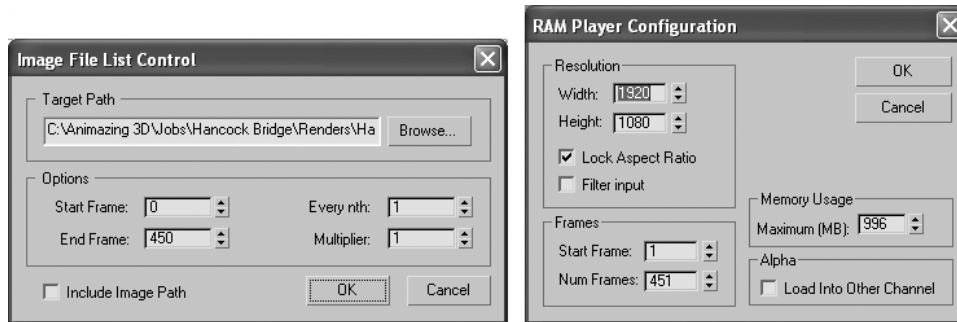 Image File List Control
Target Path
C:\Animazing 3D\Jobs\Hancock Bridge\Renders\Ha
Browse...
Options
Start Frame: 0
Every nth: 1
End Frame: 450
Multiplier: 1
Include Image Path
OK
Cancel
RAM Player Configuration
Resolution
Width: 1920
Height: 1080
Lock Aspect Ratio
Filter input
OK
Cancel
Frames
Start Frame: 1
Num Frames: 451
Memory Usage
Maximum (MB): 996
Alpha
Load Into Other Channel